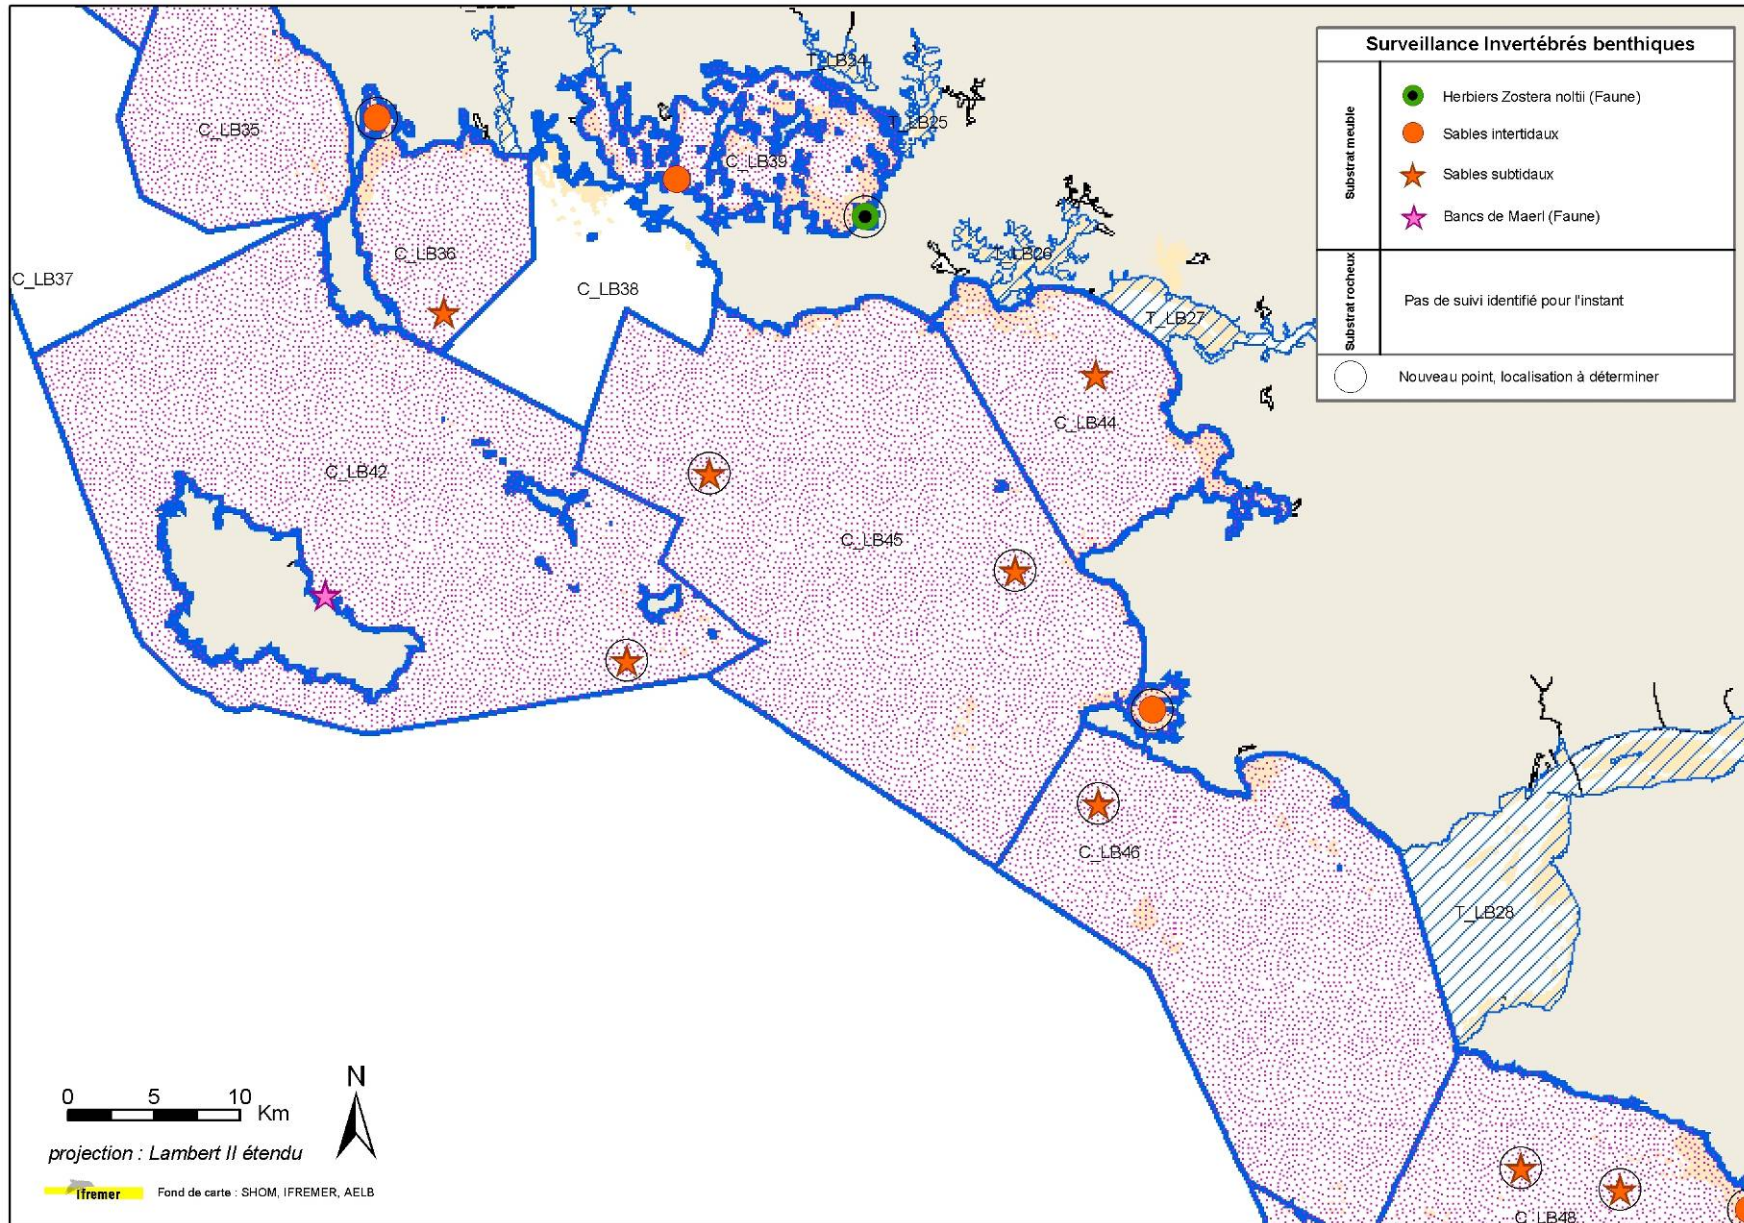 Surveillance Invertébrés benthiques
Substrat meuble
Herbiers Zostera noltii (Faune)
Sables intertidaux
Sables subtidaux
Bancs de Maerl (Faune)
Substrat rocheux
Pas de suivi identifié pour l'instant
Nouveau point, localisation à déterminer
T_LB24
C_LB35
T_LB25
C_LB39
C_LB36
T_LB26
C_LB37
C_LB38
T_LB27
C_LB44
C_LB42
C_LB45
C_LB46
T_LB28
C_LB48
0 5 10
Km
N
projection : Lambert II étendu
Ifremer
Fond de carte : SHOM, IFREMER, AELB